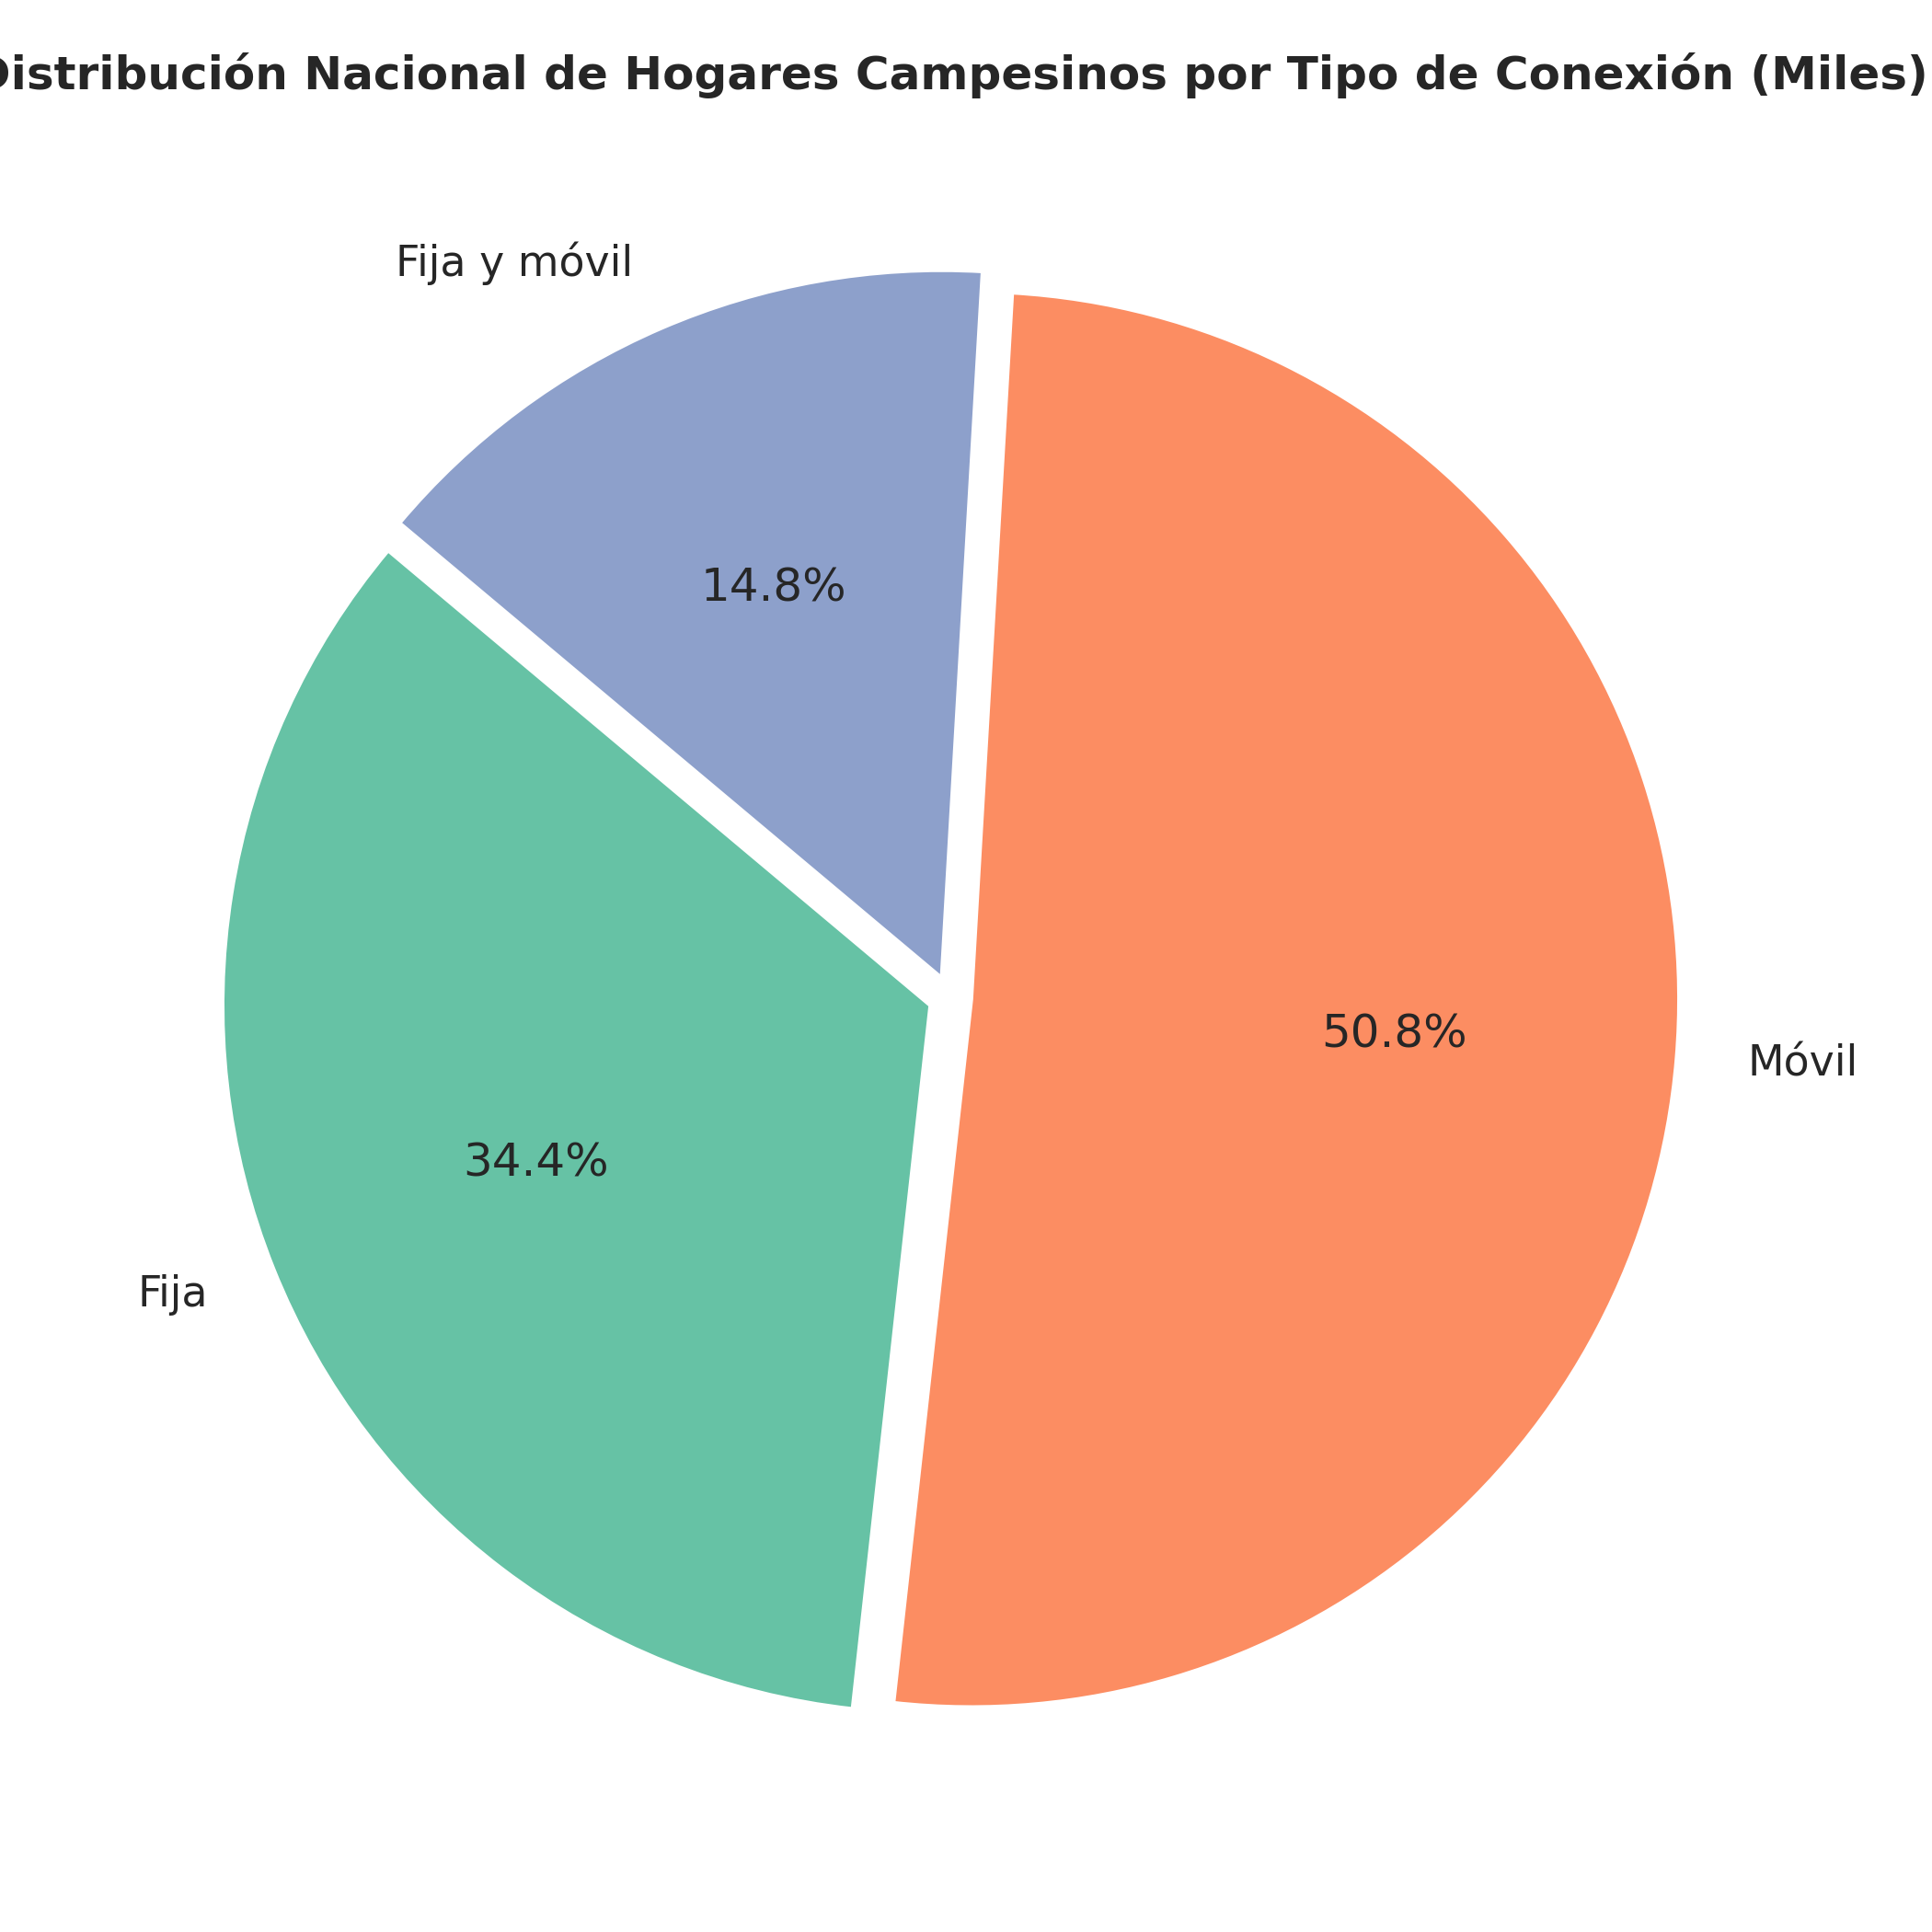 Distribución Nacional de Hogares Campesinos por Tipo de Conexión (Miles)
Fija y móvil
14.8%
50.8%
Móvil
34.4%
Fija